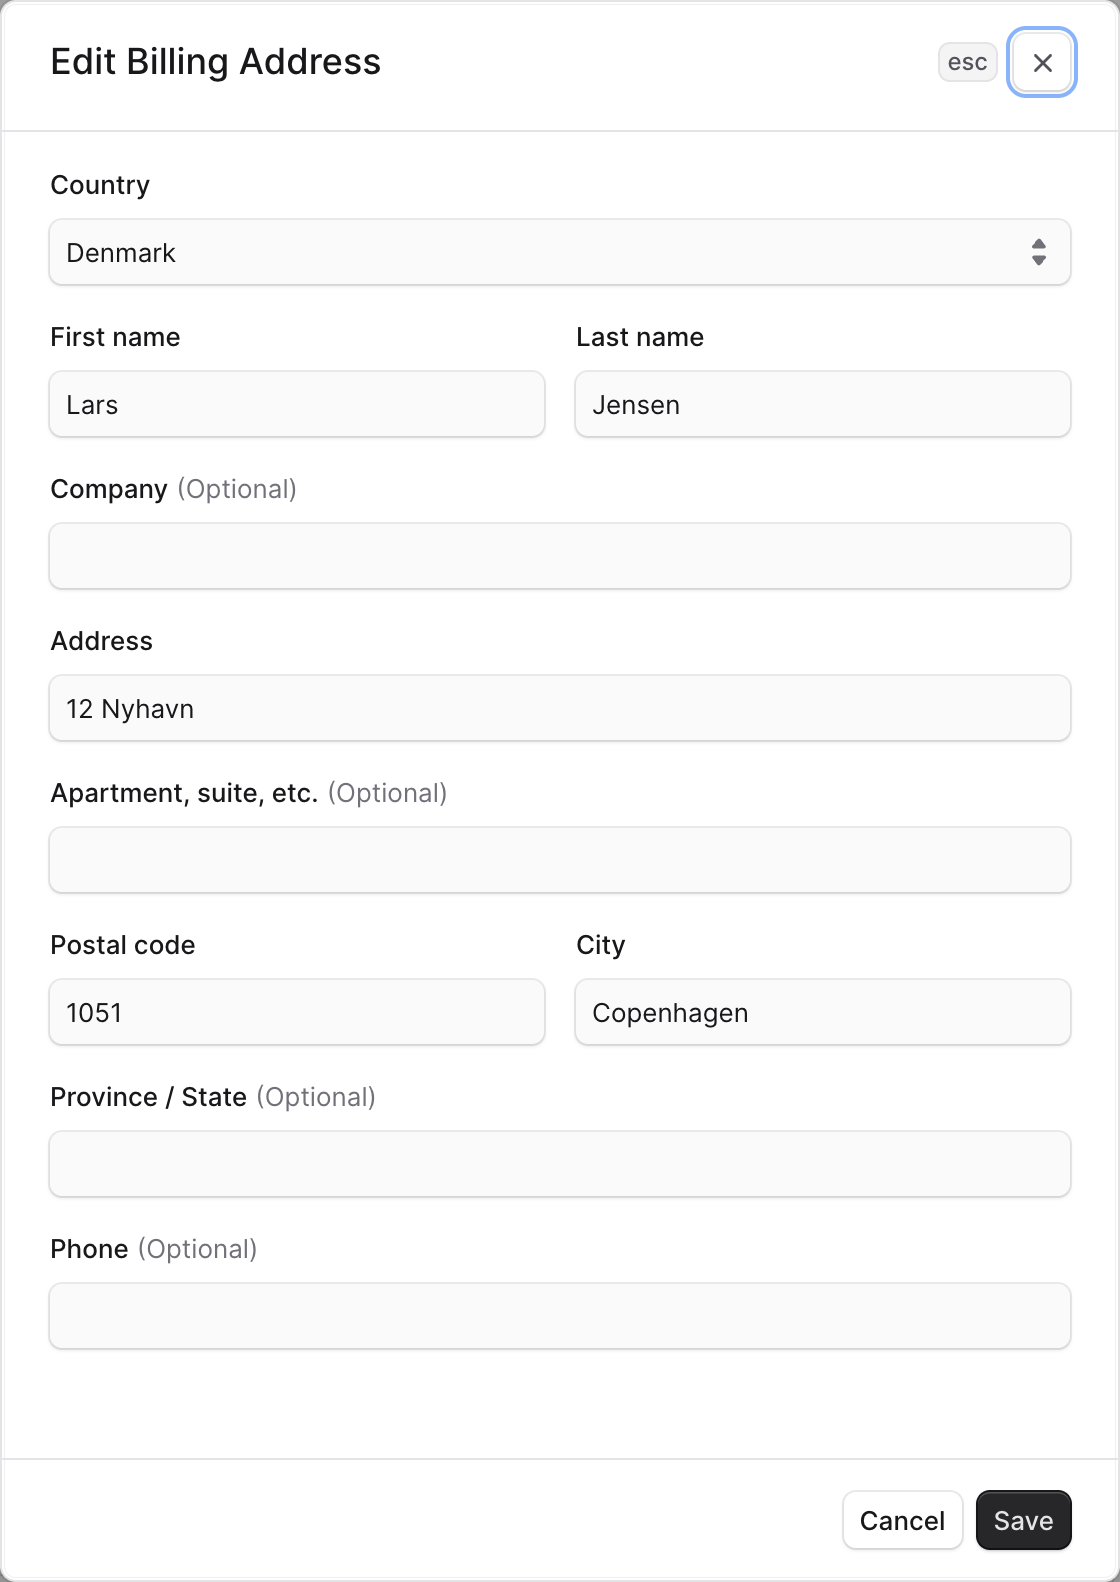 Edit Billing Address
esc
Country
Denmark
First name
Last name
Lars
Jensen
Company (Optional)
Address
12 Nyhavn
Apartment, suite, etc. (Optional)
Postal code
City
1051
Copenhagen
Province / State (Optional)
Phone (Optional)
Cancel
Save